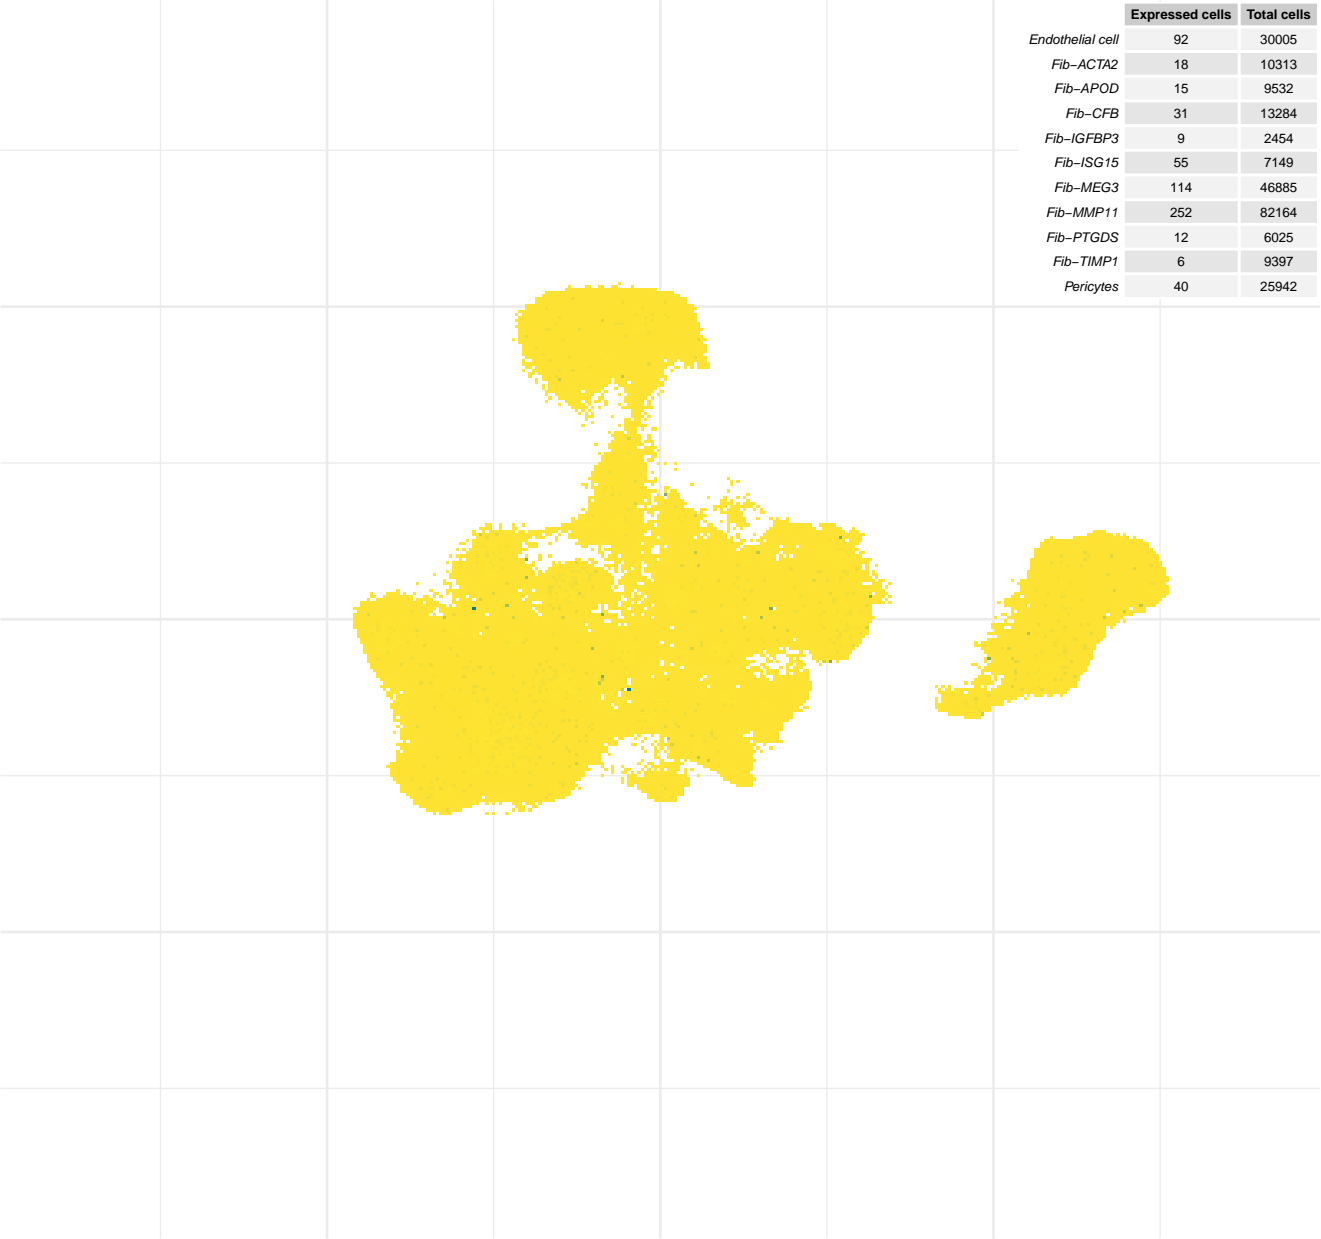 Expressed cells Total cells
Endothelial cell 92 30005
Fib−ACTA2 18 10313
Fib−APOD 15 9532
Fib−CFB 31 13284
Fib−IGFBP3 9 2454
Fib−ISG15 55 7149
Fib−MEG3 114 46885
Fib−MMP11 252 82164
Fib−PTGDS 12 6025
Fib−TIMP1 6 9397
Pericytes 40 25942